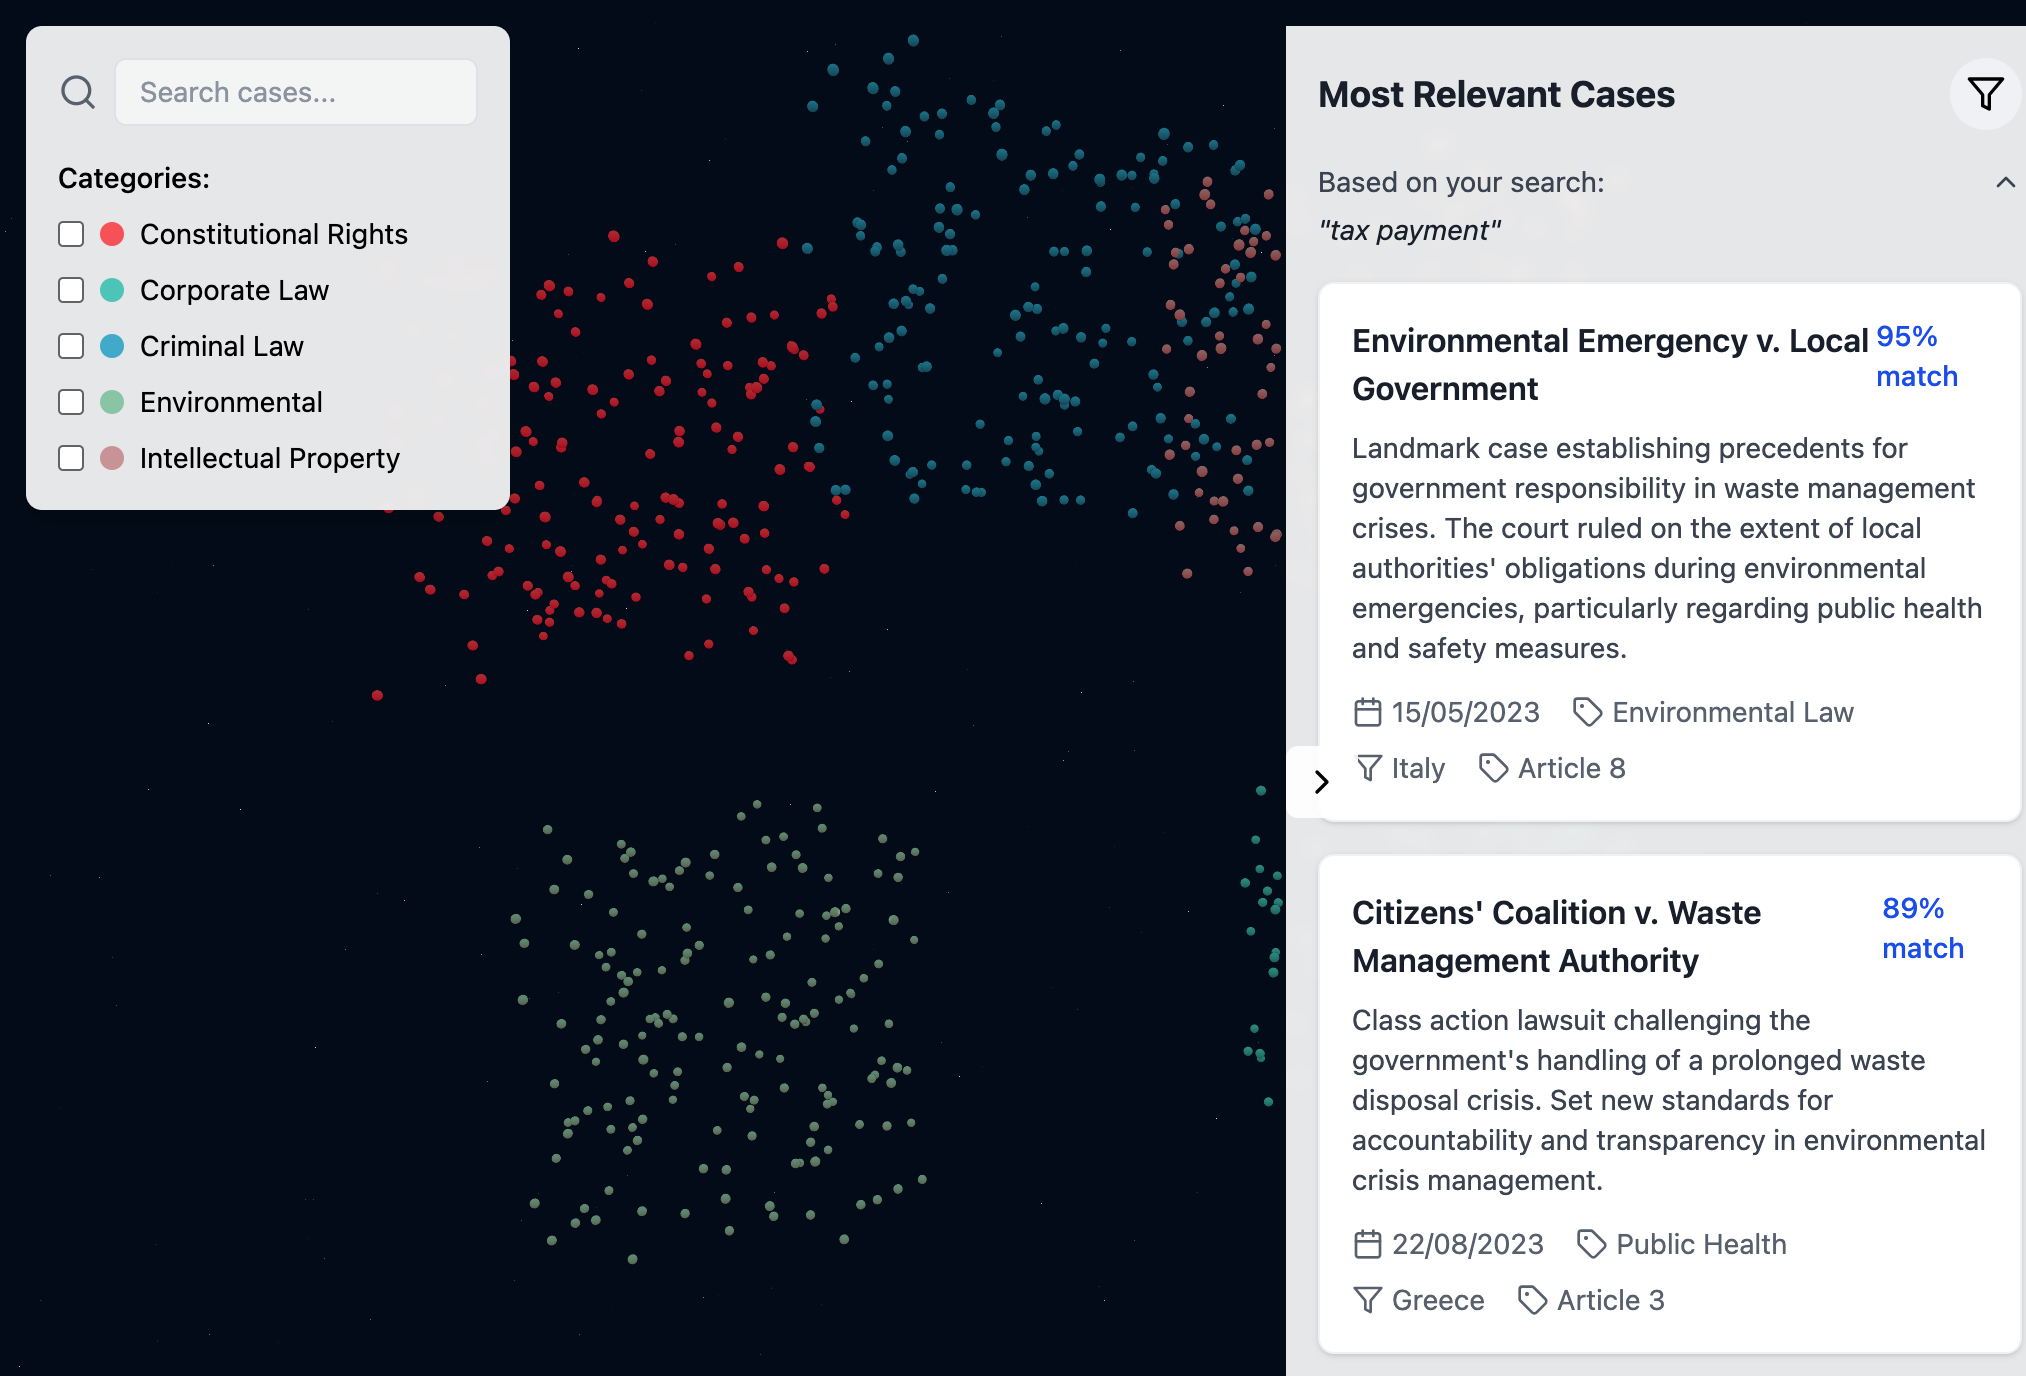 Search cases...
Categories:
Constitutional Rights
Corporate Law
Criminal Law
Environmental
Intellectual Property
Most Relevant Cases
Based on your search:
"tax payment"
Environmental Emergency v. Local
Government
95%
match
Landmark case establishing precedents for
government responsibility in waste management
crises. The court ruled on the extent of local
authorities' obligations during environmental
emergencies, particularly regarding public health
and safety measures.
15/05/2023 Environmental Law
Italy Article 8
Citizens' Coalition v. Waste
Management Authority
89%
match
Class action lawsuit challenging the
government's handling of a prolonged waste
disposal crisis. Set new standards for
accountability and transparency in environmental
crisis management.
22/08/2023 Public Health
Greece Article 3